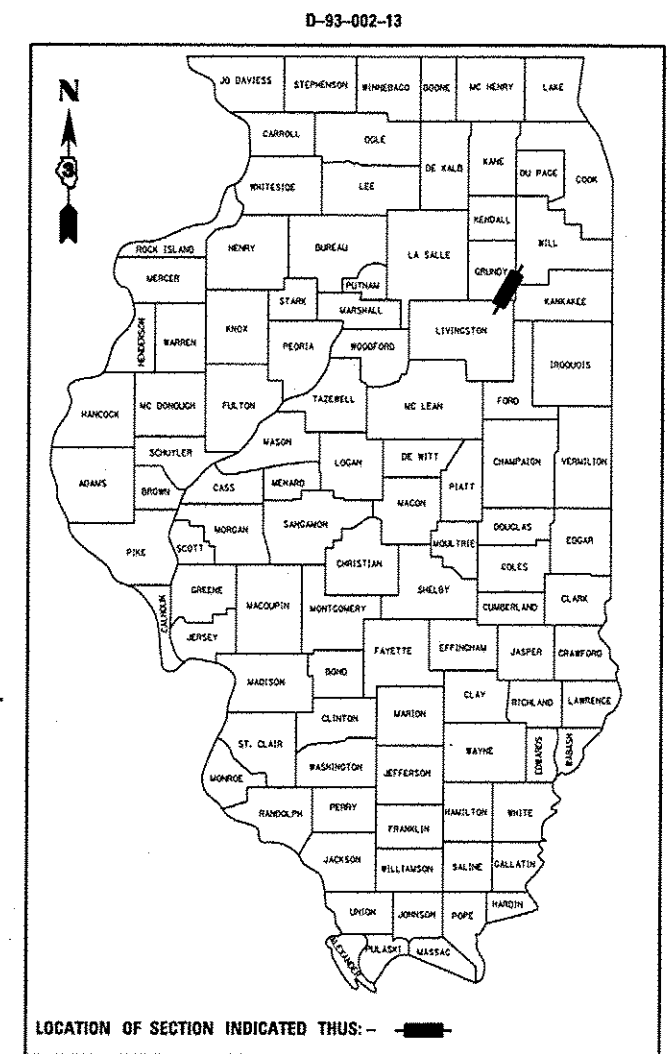 D-93-002-13
JO DAVIESS STEPHENSON WINNEBAGO BOONE MC HENRY LAKE
N
CARROLL OGLE
3
DE KALB KANE DU PAGE COOK
WHITESIDE LEE
KENDALL
ROCK ISLAND HENRY BUREAU LA SALLE WILL
GRUNDY
MERCER PUTNAM
STARK KANKAKEE
MARSHALL
HENDERSON WARREN KNOX LIVINGSTON
PEORIA WOODFORD
IROQUOIS
TAZEWELL
HANCOCK MC DONOUGH FULTON MC LEAN FORD
MASON
SCHUYLER DE WITT
LOGAN CHAMPAIGN VERMILION
ADAMS BROWN CASS MENARD PIATT
MACON
MORGAN SANGAMON DOUGLAS
PIKE SCOTT MOULTRIE EDGAR
CHRISTIAN COLES
GREENE SHELBY
CALHOUN MACOUPIN MONTGOMERY CUMBERLAND CLARK
JERSEY
FAYETTE EFFINGHAM JASPER CRAWFORD
BOND
MADISON CLAY
RICHLAND LAWRENCE
CLINTON MARION
ST. CLAIR WAYNE EDWARDS WABASH
WASHINGTON
MONROE JEFFERSON
RANDOLPH PERRY HAMILTON WHITE
FRANKLIN
JACKSON
WILLIAMSON SALINE GALLATIN
HARDIN
UNION JOHNSON POPE
ALEXANDER PULASKI MASSAC
LOCATION OF SECTION INDICATED THUS: -